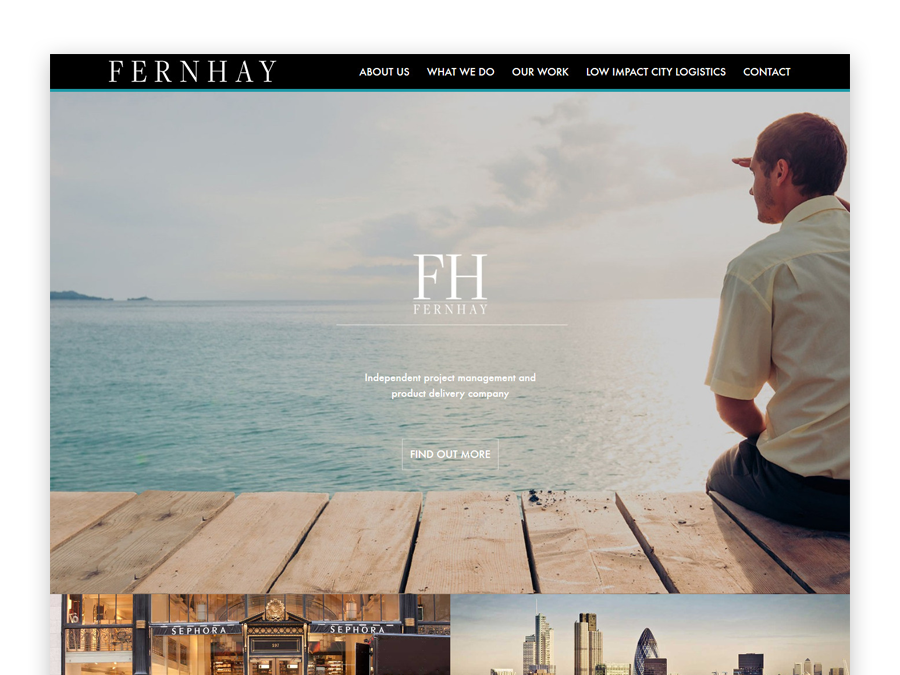 FERNHAY
ABOUT US WHAT WE DO OUR WORK LOW IMPACT CITY LOGISTICS CONTACT
FH
FERNHAY
Independent project management and
product delivery company
FIND OUT MORE
SEPHORA SEPHORA